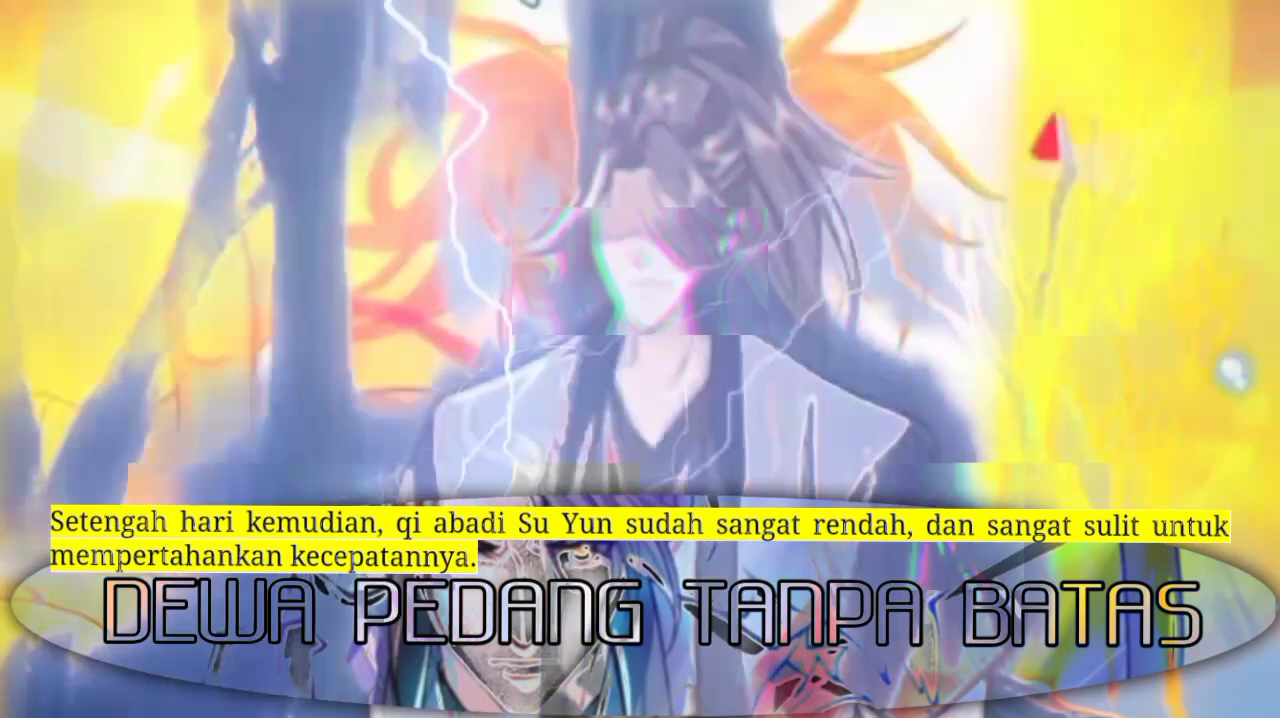 Setengah hari kemudian, qi abadi Su Yun sudah sangat rendah, dan sangat sulit untuk
mempertahankan kecepatannya.
DEWA PEDANG TANPA BATAS